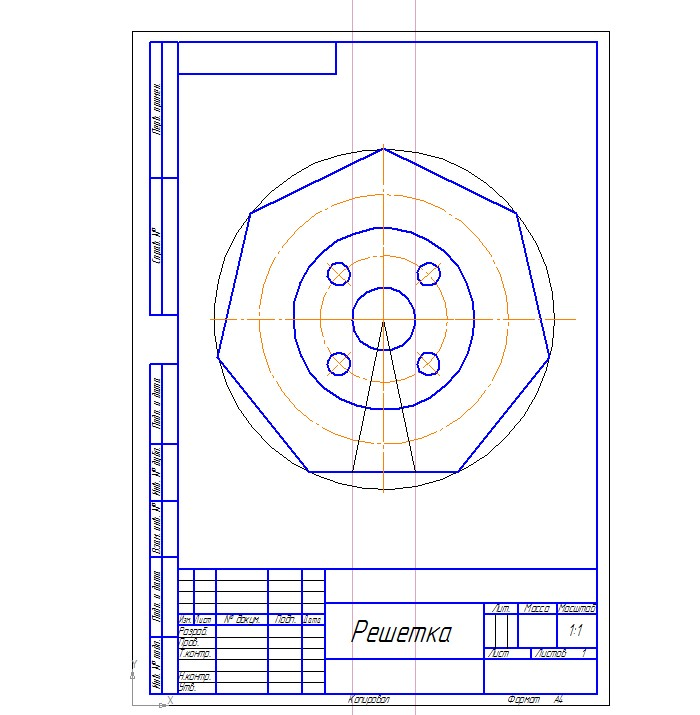 Перв. примен.
Справ. №
Подп. и дата
Инв. № дубл.
Взам. инв. №
Подп. и дата
Инв. № подл.
Изм. Лист № докум. Подп. Дата
Разраб.
Пров.
Т.контр.
Н.контр.
Утв.
Решетка
Лит. Масса Масштаб
1:1
Лист Листов 1
Копировал Формат A4
Y
X